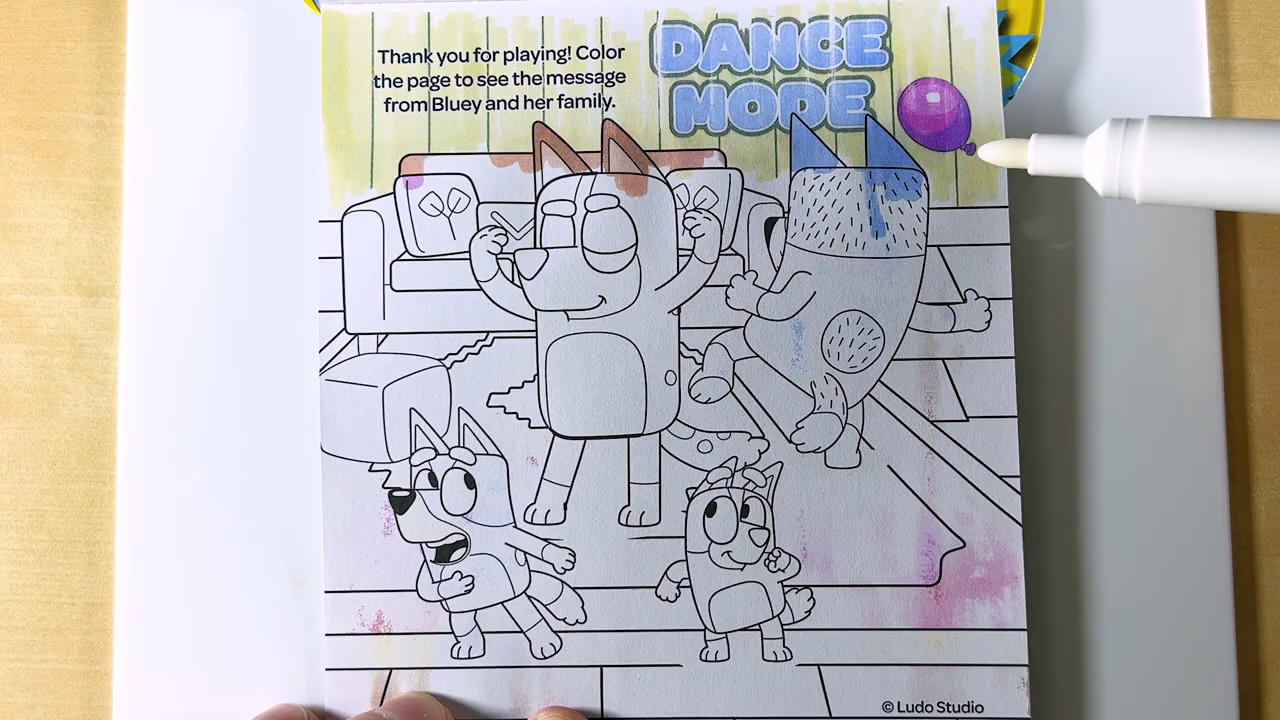 Thank you for playing! Color
the page to see the message
from Bluey and her family.
DANCE
MODE
© Ludo Studio